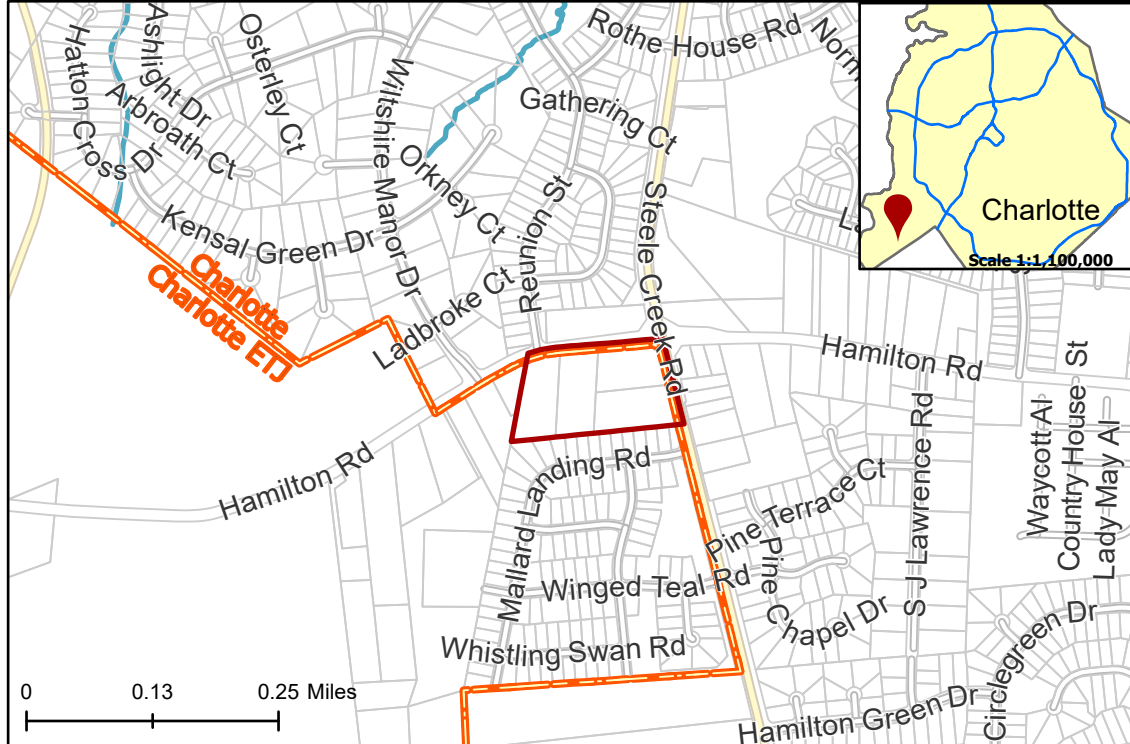 Hatton Cross Dr
Ashlight Dr
Arbroath Ct
Osterley Ct
Wiltshire Manor Dr
Rothe House Rd
Gathering Ct
Orkney Ct
Reunion St
Steele Creek Rd
Kensal Green Dr
Ladbroke Ct
Charlotte
Charlotte ETJ
Charlotte
Scale 1:1,100,000
Hamilton Rd
Hamilton Rd
Mallard Landing Rd
Pine Terrace Ct
S J Lawrence Rd
Waycott Al
Country House St
Lady May Al
Winged Teal Rd
Pine Chapel Dr
Whistling Swan Rd
Circlegreen Dr
Hamilton Green Dr
0 0.13 0.25 Miles